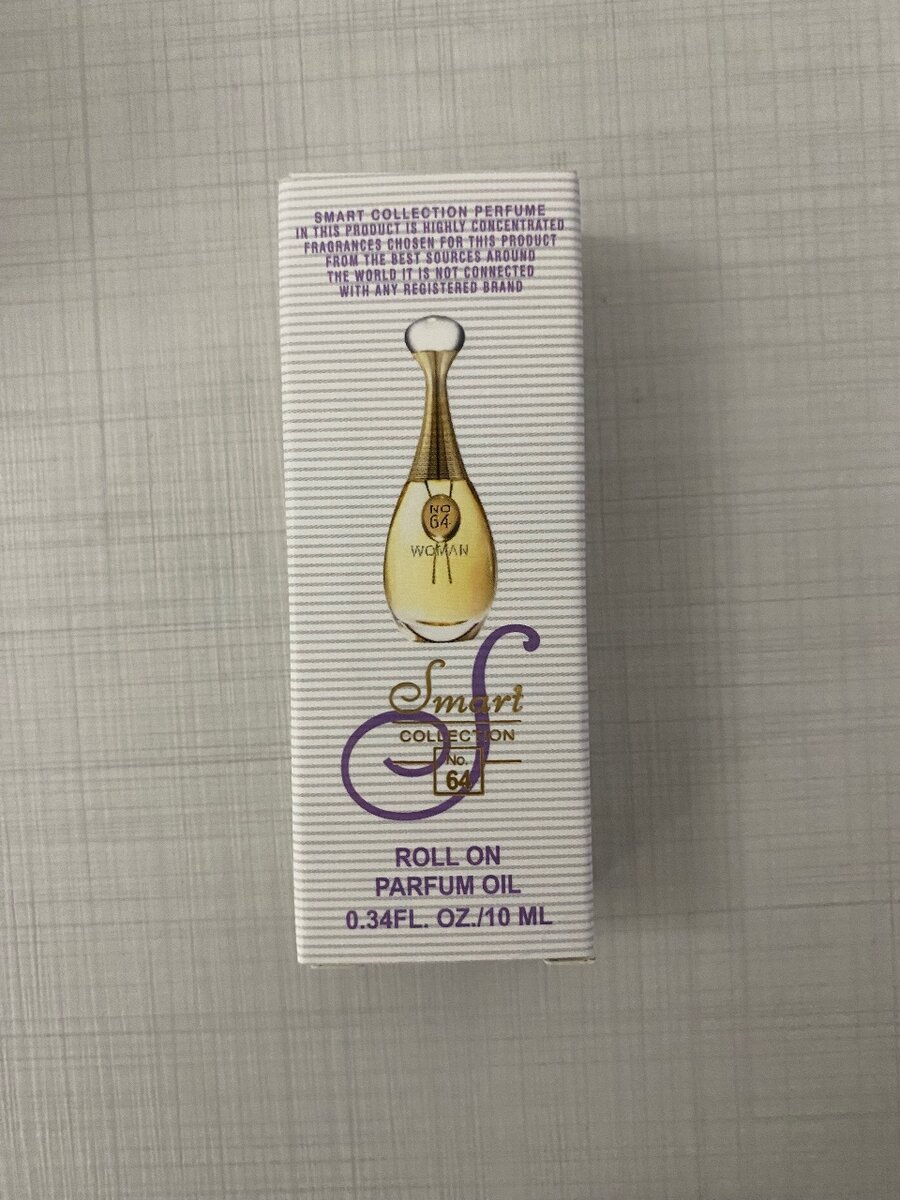 SMART COLLECTION PERFUME
IN THIS PRODUCT IS HIGHLY CONCENTRATED
FRAGRANCES CHOSEN FOR THIS PRODUCT
FROM THE BEST SOURCES AROUND
THE WORLD IT IS NOT CONNECTED
WITH ANY REGISTERED BRAND
NO
64
WOMAN
Smart
COLLECTION
No.
64
ROLL ON
PARFUM OIL
0.34FL. OZ./10 ML